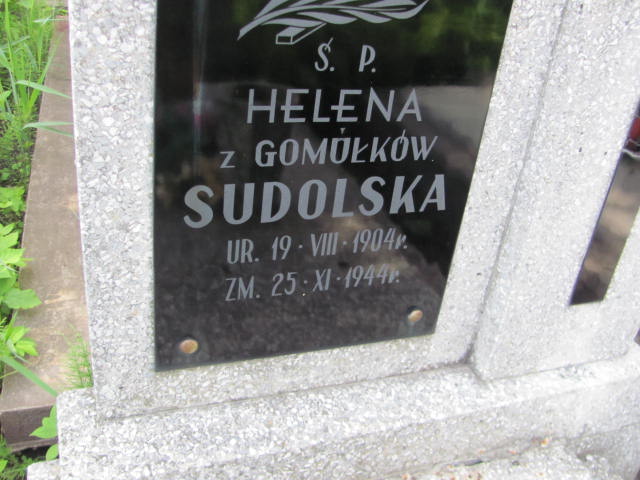 Ś. P.
HELENA
z GOMÓŁKÓW
SUDOLSKA
UR. 19 · VIII · 1904r.
ZM. 25 · XI · 1944r.